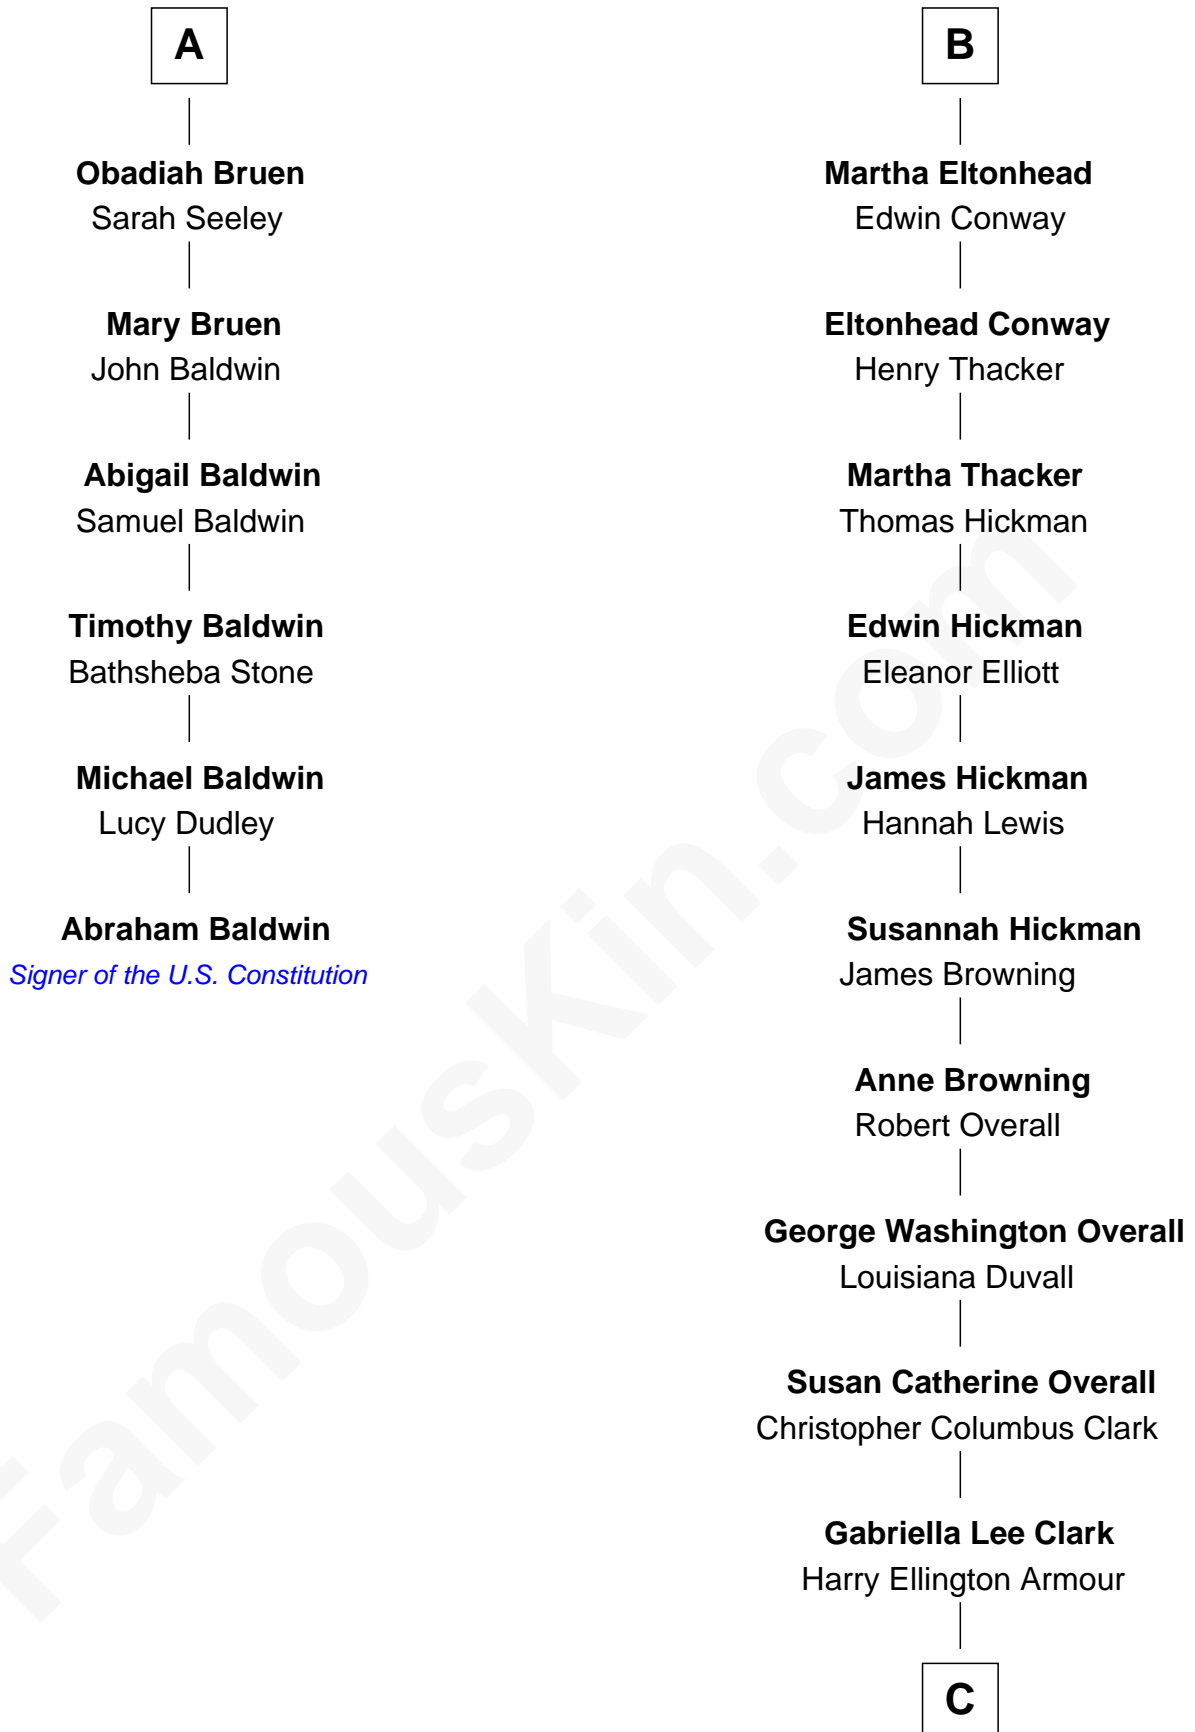 A
Obadiah Bruen
Sarah Seeley
Mary Bruen
John Baldwin
Abigail Baldwin
Samuel Baldwin
Timothy Baldwin
Bathsheba Stone
Michael Baldwin
Lucy Dudley
Abraham Baldwin
Signer of the U.S. Constitution
B
Martha Eltonhead
Edwin Conway
Eltonhead Conway
Henry Thacker
Martha Thacker
Thomas Hickman
Edwin Hickman
Eleanor Elliott
James Hickman
Hannah Lewis
Susannah Hickman
James Browning
Anne Browning
Robert Overall
George Washington Overall
Louisiana Duvall
Susan Catherine Overall
Christopher Columbus Clark
Gabriella Lee Clark
Harry Ellington Armour
C
FamousKin.com